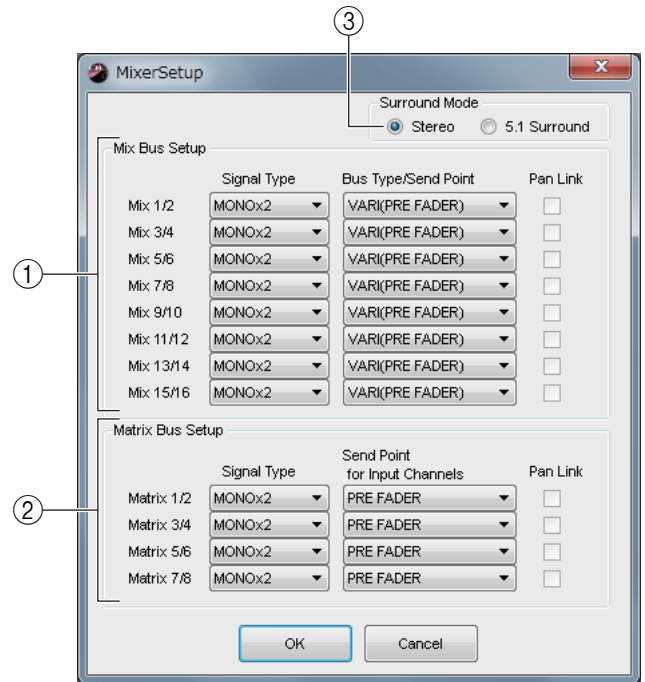 ③
MixerSetup
Surround Mode
Stereo 5.1 Surround
①
Mix Bus Setup
Signal Type Bus Type/Send Point Pan Link
Mix 1/2 MONOx2 VARI(PRE FADER)
Mix 3/4 MONOx2 VARI(PRE FADER)
Mix 5/6 MONOx2 VARI(PRE FADER)
Mix 7/8 MONOx2 VARI(PRE FADER)
Mix 9/10 MONOx2 VARI(PRE FADER)
Mix 11/12 MONOx2 VARI(PRE FADER)
Mix 13/14 MONOx2 VARI(PRE FADER)
Mix 15/16 MONOx2 VARI(PRE FADER)
②
Matrix Bus Setup
Signal Type Send Point for Input Channels Pan Link
Matrix 1/2 MONOx2 PRE FADER
Matrix 3/4 MONOx2 PRE FADER
Matrix 5/6 MONOx2 PRE FADER
Matrix 7/8 MONOx2 PRE FADER
OK Cancel